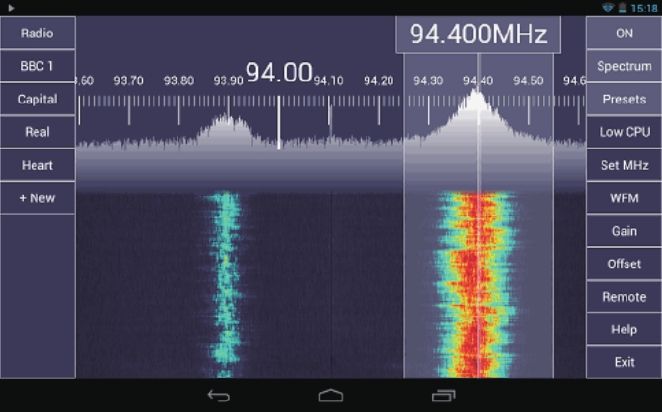 15:18
Radio
BBC 1
Capital
Real
Heart
+ New
94.400MHz
.60 93.70 93.80 93.90 94.00 94.10 94.20 94.30 94.40 94.50 94.6
ON
Spectrum
Presets
Low CPU
Set MHz
WFM
Gain
Offset
Remote
Help
Exit